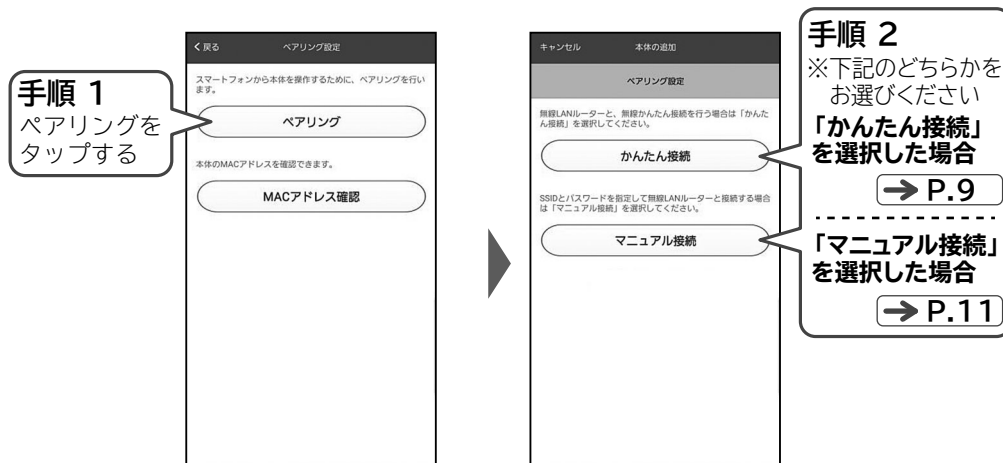 手順 1
ペアリングを
タップする
戻る
ペアリング設定
スマートフォンから本体を操作するために、ペアリングを行い
ます。
ペアリング
本体のMACアドレスを確認できます。
MACアドレス確認
キャンセル
本体の追加
ペアリング設定
無線LANルーターと、無線かんたん接続を行う場合は「かんた
ん接続」を選択してください。
かんたん接続
SSIDとパスワードを指定して無線LANルーターと接続する場合
は「マニュアル接続」を選択してください。
マニュアル接続
手順 2
※下記のどちらかを
お選びください
「かんたん接続」
を選択した場合
➔ P.9
「マニュアル接続」
を選択した場合
➔ P.11